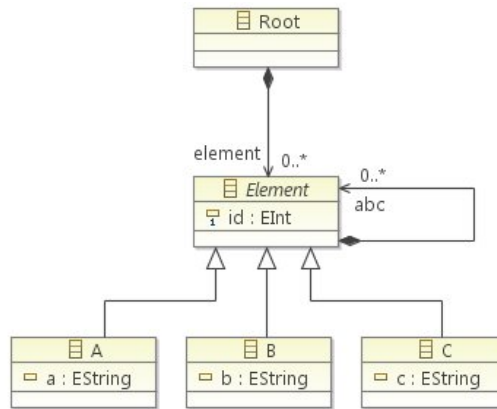 Root
element
0..*
Element
id : EInt
0..*
abc
A
a : EString
B
b : EString
C
c : EString